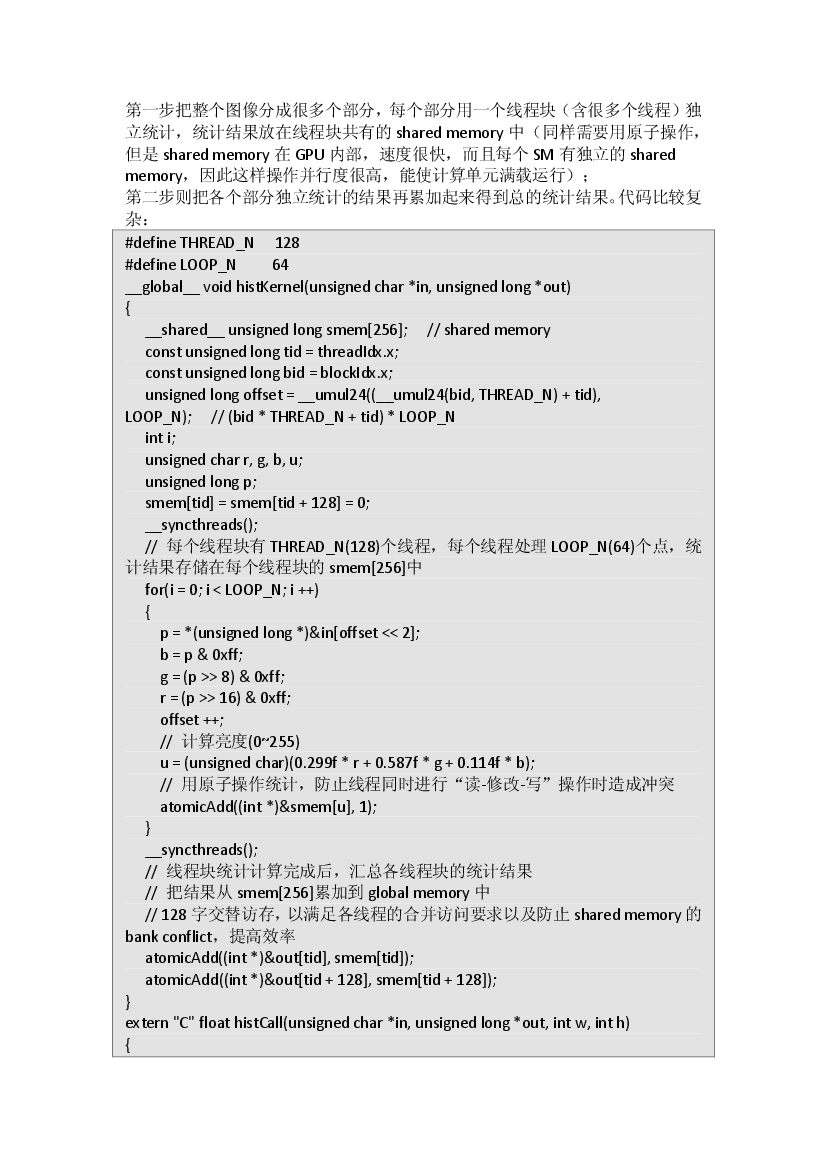 第一步把整个图像分成很多个部分，每个部分用一个线程块（含很多个线程）独
立统计，统计结果放在线程块共有的 shared memory 中（同样需要用原子操作，
但是 shared memory 在 GPU 内部，速度很快，而且每个 SM 有独立的 shared
memory，因此这样操作并行度很高，能使计算单元满载运行）；
第二步则把各个部分独立统计的结果再累加起来得到总的统计结果。代码比较复
杂：
#define THREAD_N 128
#define LOOP_N 64
__global__ void histKernel(unsigned char *in, unsigned long *out)
{
__shared__ unsigned long smem[256]; // shared memory
const unsigned long tid = threadIdx.x;
const unsigned long bid = blockIdx.x;
unsigned long offset = __umul24((__umul24(bid, THREAD_N) + tid),
LOOP_N); // (bid * THREAD_N + tid) * LOOP_N
int i;
unsigned char r, g, b, u;
unsigned long p;
smem[tid] = smem[tid + 128] = 0;
__syncthreads();
// 每个线程块有 THREAD_N(128)个线程，每个线程处理 LOOP_N(64)个点，统
计结果存储在每个线程块的 smem[256]中
for(i = 0; i < LOOP_N; i ++)
{
p = *(unsigned long *)&in[offset << 2];
b = p & 0xff;
g = (p >> 8) & 0xff;
r = (p >> 16) & 0xff;
offset ++;
// 计算亮度(0~255)
u = (unsigned char)(0.299f * r + 0.587f * g + 0.114f * b);
// 用原子操作统计，防止线程同时进行“读-修改-写”操作时造成冲突
atomicAdd((int *)&smem[u], 1);
}
__syncthreads();
// 线程块统计计算完成后，汇总各线程块的统计结果
// 把结果从 smem[256]累加到 global memory 中
// 128 字交替访存，以满足各线程的合并访问要求以及防止 shared memory 的
bank conflict，提高效率
atomicAdd((int *)&out[tid], smem[tid]);
atomicAdd((int *)&out[tid + 128], smem[tid + 128]);
}
extern "C" float histCall(unsigned char *in, unsigned long *out, int w, int h)
{